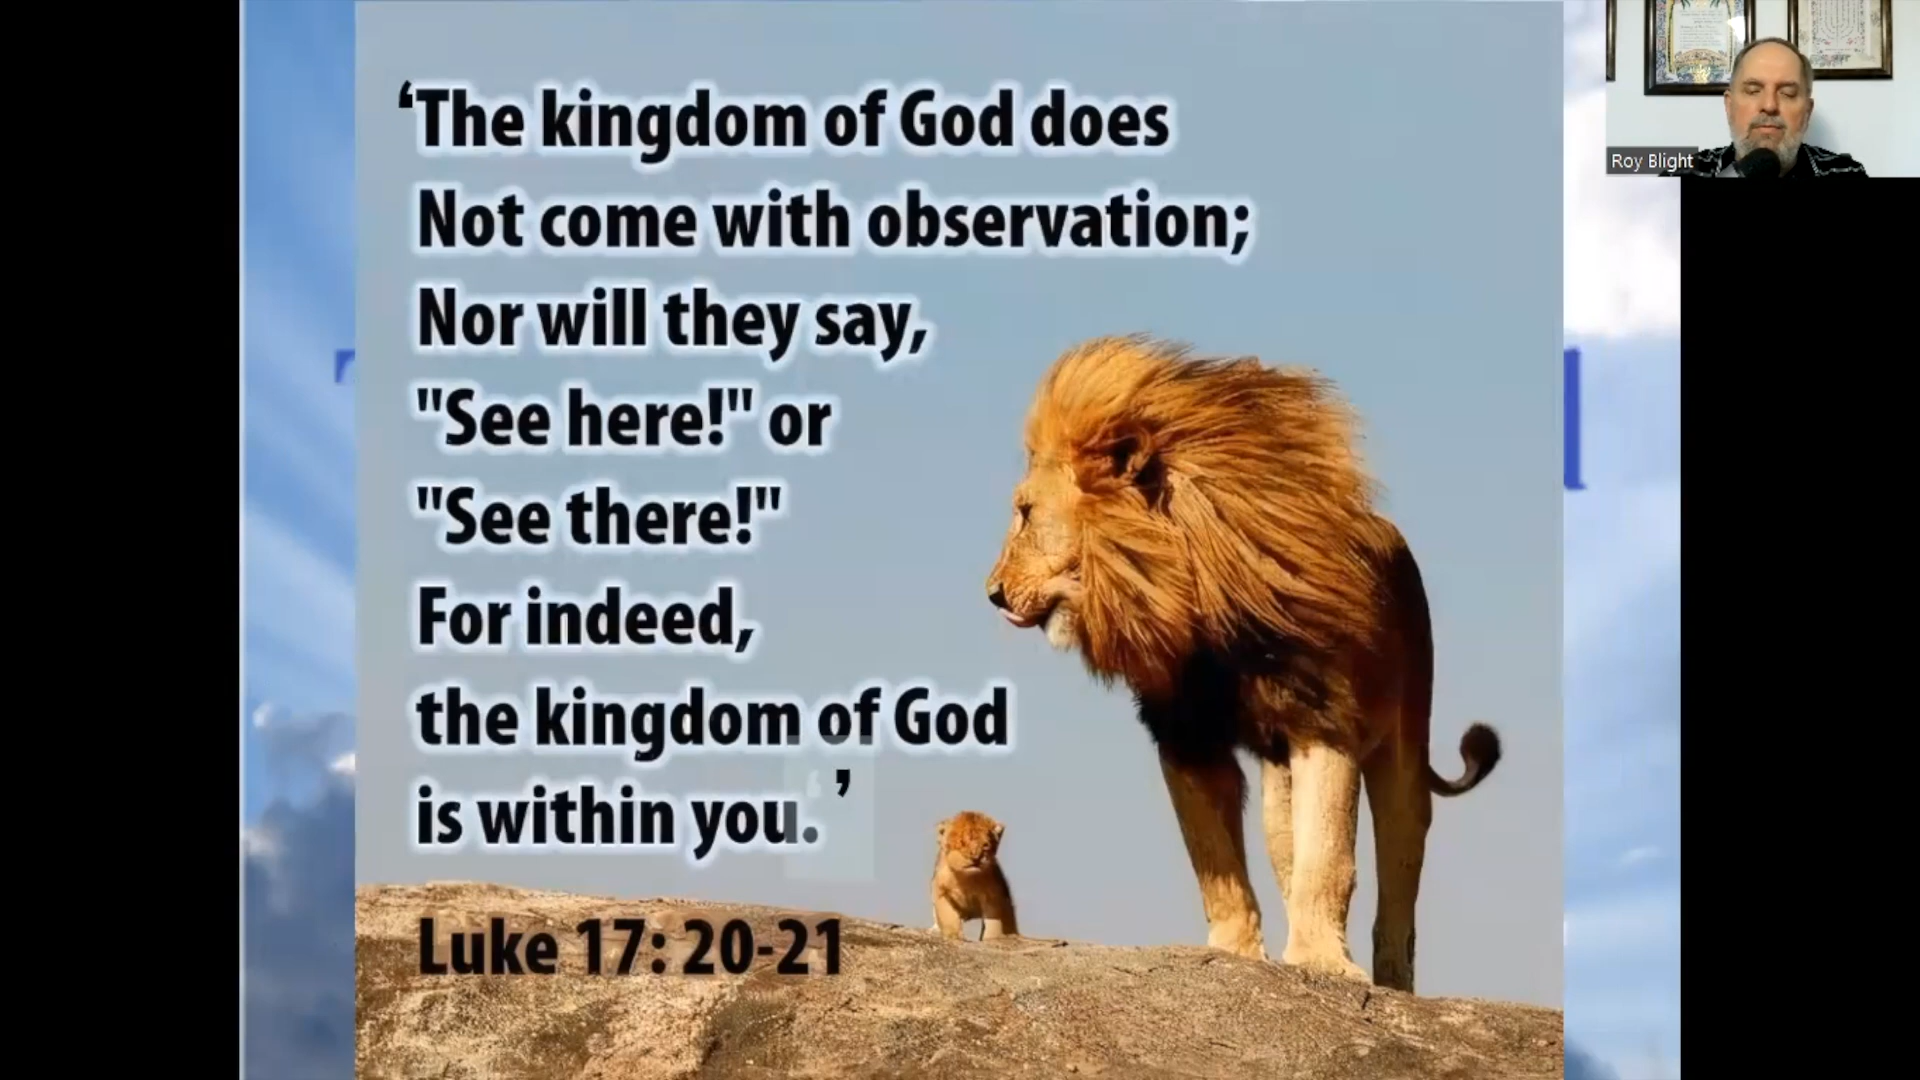 ‘The kingdom of God does
Not come with observation;
Nor will they say,
"See here!" or
"See there!"
For indeed,
the kingdom of God
is within you.’
Luke 17: 20-21
Roy Blight